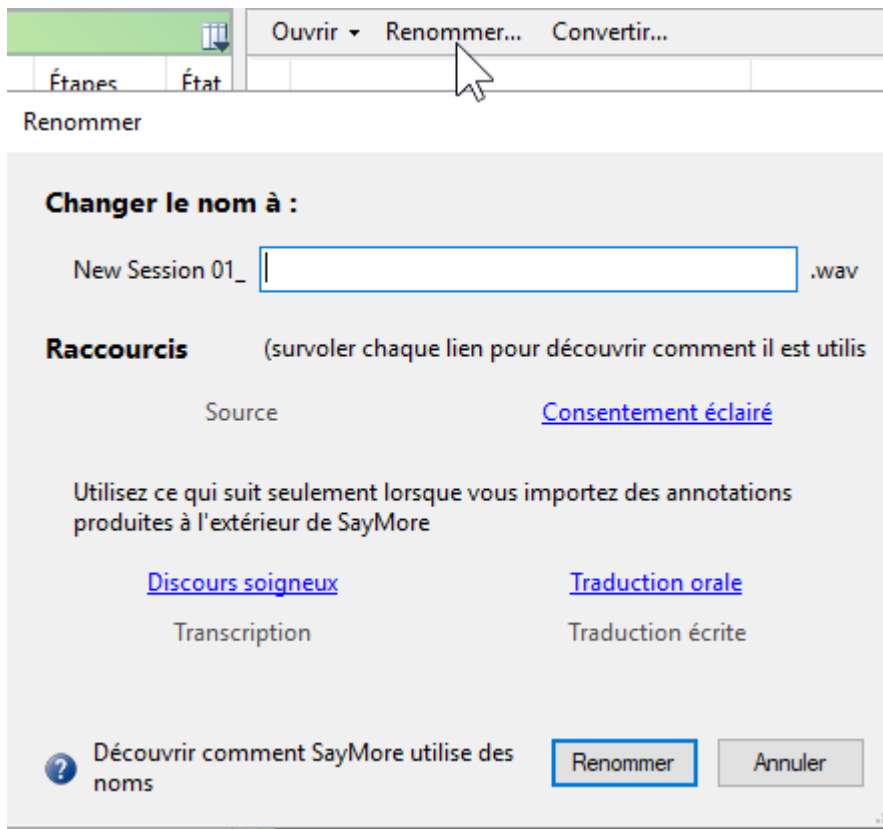 Ouvrir Renommer... Convertir...
Étapes État
Renommer
Changer le nom à :
New Session 01_ .wav
Raccourcis (survoler chaque lien pour découvrir comment il est utilis
Source Consentement éclairé
Utilisez ce qui suit seulement lorsque vous importez des annotations
produites à l'extérieur de SayMore
Discours soigneux Traduction orale
Transcription Traduction écrite
Découvrir comment SayMore utilise des
noms
Renommer Annuler